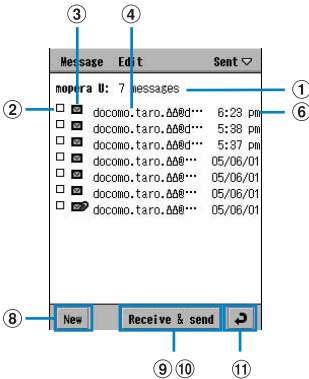 ③ ④
Message Edit Sent ▽
mopera U: 7 messages ①
② docomo.taro.ΔΔ@d… 6:23 pm ⑥
docomo.taro.ΔΔ@… 5:38 pm
docomo.taro.ΔΔ@… 5:37 pm
docomo.taro.ΔΔ@… 05/06/01
docomo.taro.ΔΔ@… 05/06/01
docomo.taro.ΔΔ@… 05/06/01
docomo.taro.ΔΔ@… 05/06/01
⑧ New Receive & send
⑨ ⑩ ⑪